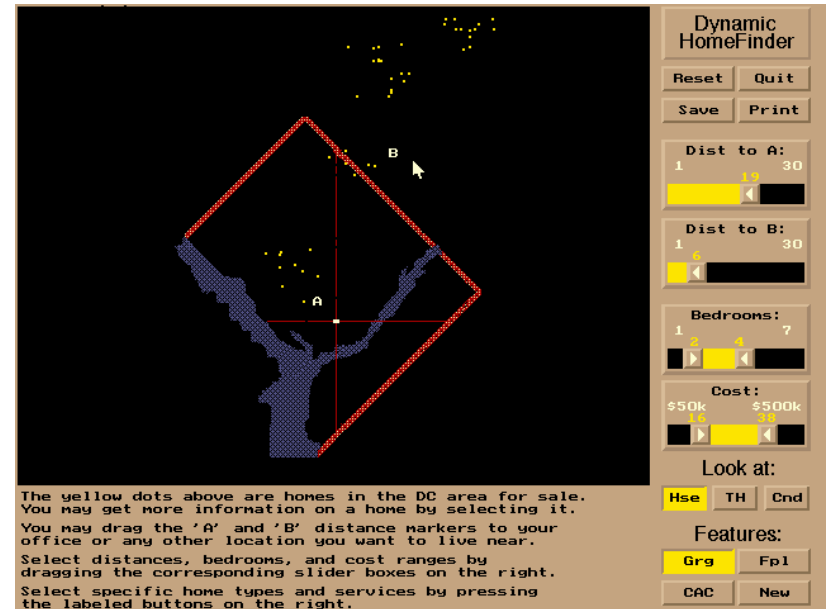 Dynamic
HomeFinder
Reset Quit
Save Print
B
A
Dist to A:
1 30
19
Dist to B:
1 30
6
Bedrooms:
1 7
2 4
Cost:
$50k $500k
16 38
Look at:
Hse TH Cnd
Features:
Grg Fpl
CAC New
The yellow dots above are homes in the DC area for sale.
You may get more information on a home by selecting it.
You may drag the 'A' and 'B' distance markers to your
office or any other location you want to live near.
Select distances, bedrooms, and cost ranges by
dragging the corresponding slider boxes on the right.
Select specific home types and services by pressing
the labeled buttons on the right.